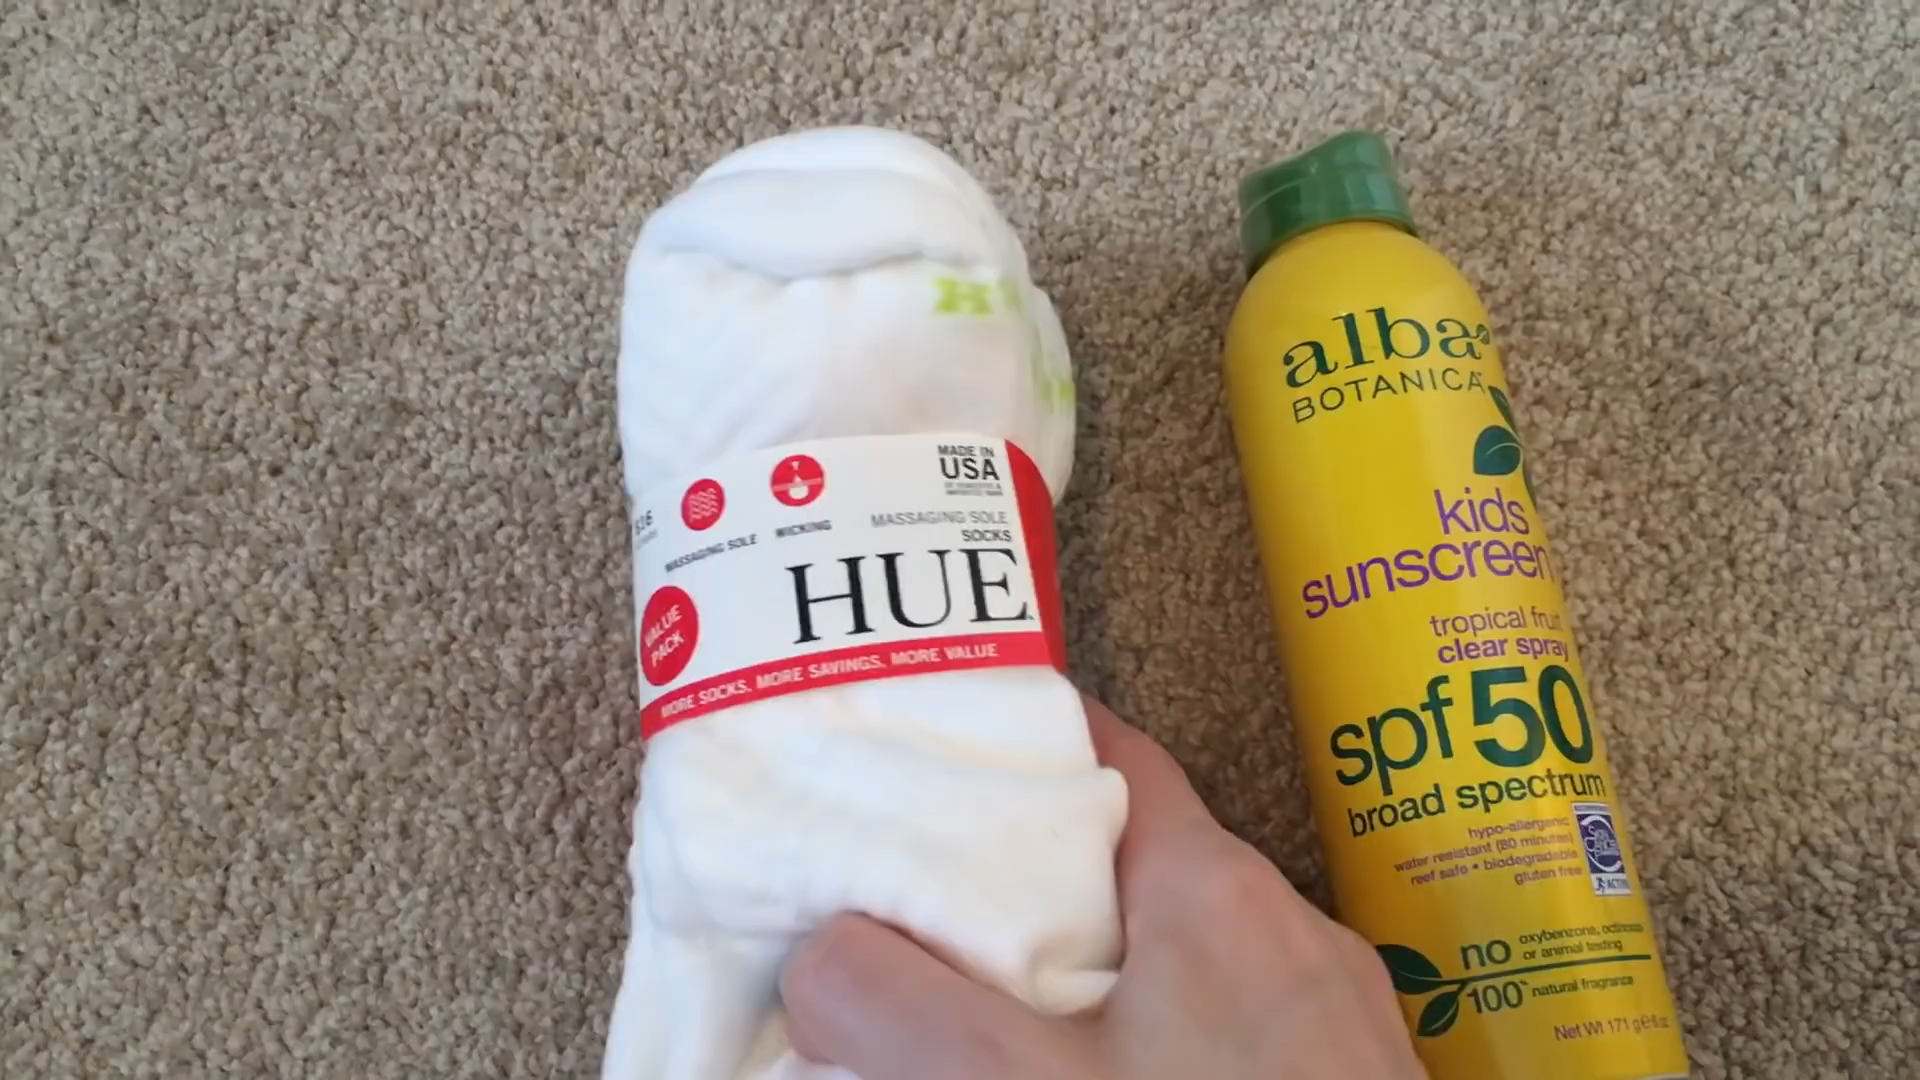 H
MADE IN
USA
MASSAGING SOLE
WICKING
MASSAGING SOLE
SOCKS
HUE
VALUE
PACK
MORE SOCKS. MORE SAVINGS. MORE VALUE
alba
BOTANICA
kids
sunscreen
tropical fruit
clear spray
spf 50
broad spectrum
hypo-allergenic
water resistant (80 minutes)
reef safe • biodegradable
gluten free
no oxybenzone,
or animal testing
100% natural fragrance
Net Wt 171 g